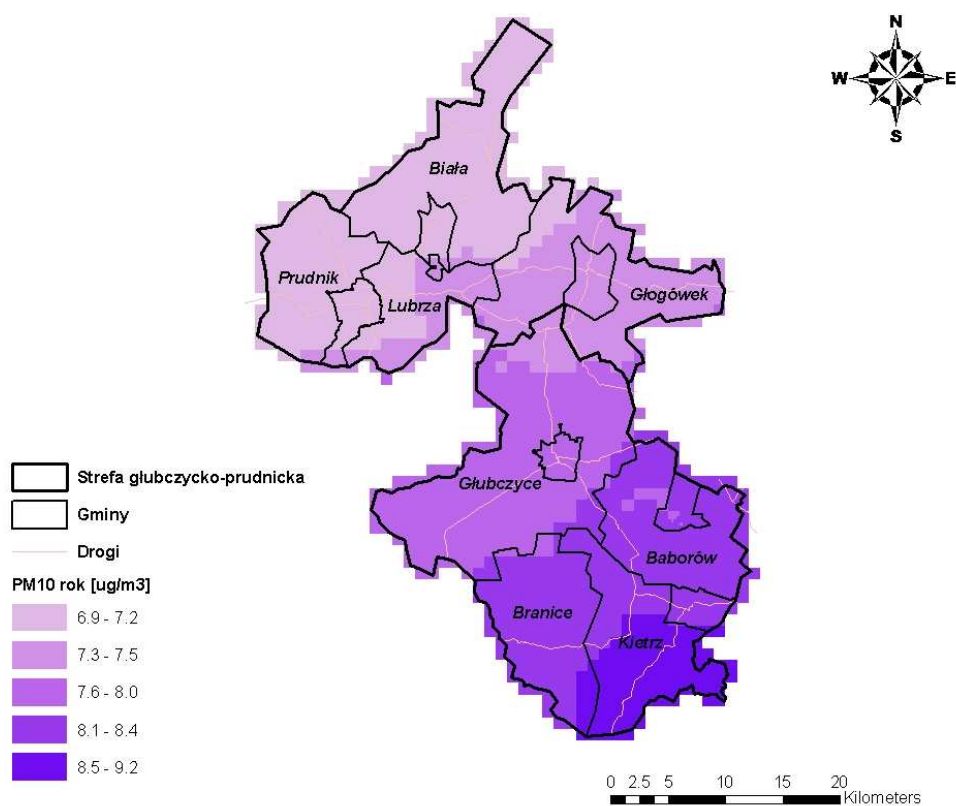 N
W E
S
Biała
Prudnik
Lubrza
Głogówek
Głubczyce
Baborów
Branice
Kietrz
Strefa głubczycko-prudnicka
Gminy
Drogi
PM10 rok [ug/m3]
6.9 - 7.2
7.3 - 7.5
7.6 - 8.0
8.1 - 8.4
8.5 - 9.2
0 2.5 5 10 15 20
Kilometers